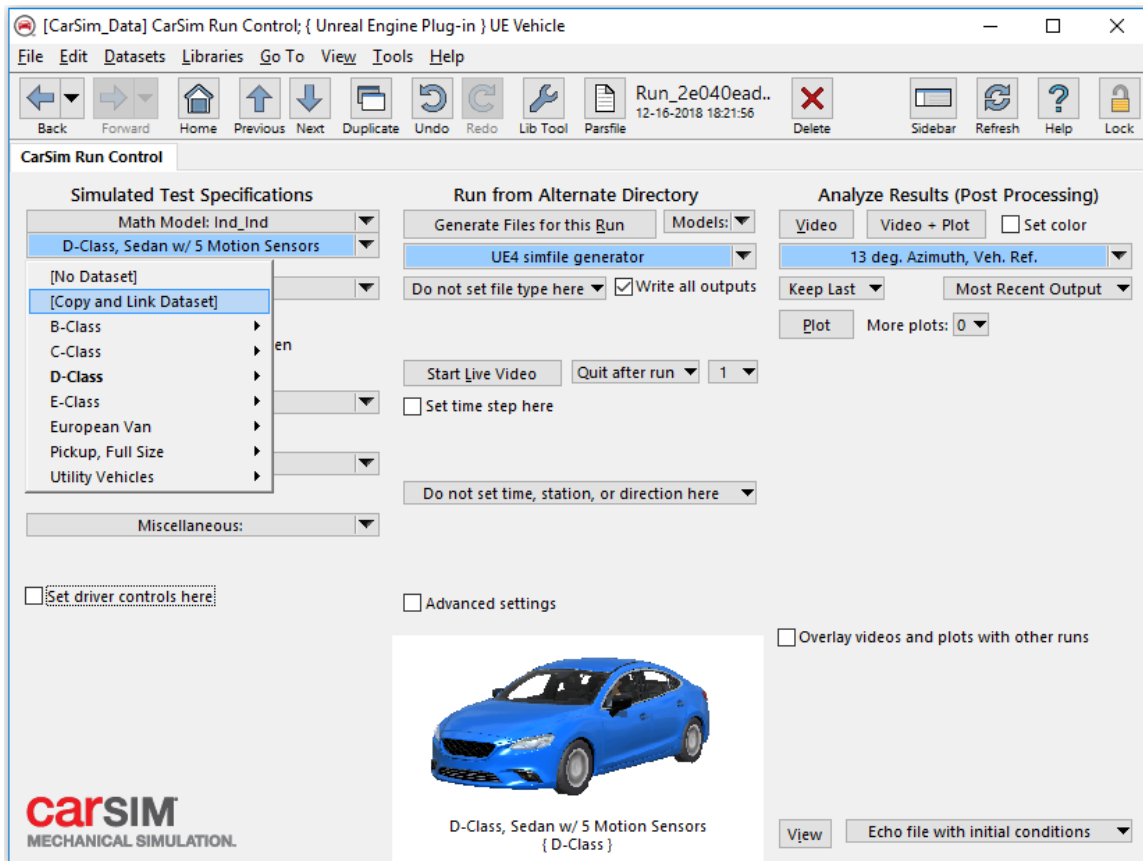 [CarSim_Data] CarSim Run Control; { Unreal Engine Plug-in } UE Vehicle
File Edit Datasets Libraries Go To View Tools Help
Run_2e040ead..
12-16-2018 18:21:56
Back Forward Home Previous Next Duplicate Undo Redo Lib Tool Parsfile Delete Sidebar Refresh Help Lock
CarSim Run Control
Simulated Test Specifications
Math Model: Ind_Ind
D-Class, Sedan w/ 5 Motion Sensors
[No Dataset]
[Copy and Link Dataset]
B-Class
C-Class
en
D-Class
E-Class
European Van
Pickup, Full Size
Utility Vehicles
Miscellaneous:
Set driver controls here
carSIM
MECHANICAL SIMULATION.
Run from Alternate Directory
Generate Files for this Run Models:
UE4 simfile generator
Do not set file type here Write all outputs
Start Live Video Quit after run 1
Set time step here
Do not set time, station, or direction here
Advanced settings
D-Class, Sedan w/ 5 Motion Sensors
{ D-Class }
Analyze Results (Post Processing)
Video Video + Plot Set color
13 deg. Azimuth, Veh. Ref.
Keep Last Most Recent Output
Plot More plots: 0
Overlay videos and plots with other runs
View Echo file with initial conditions